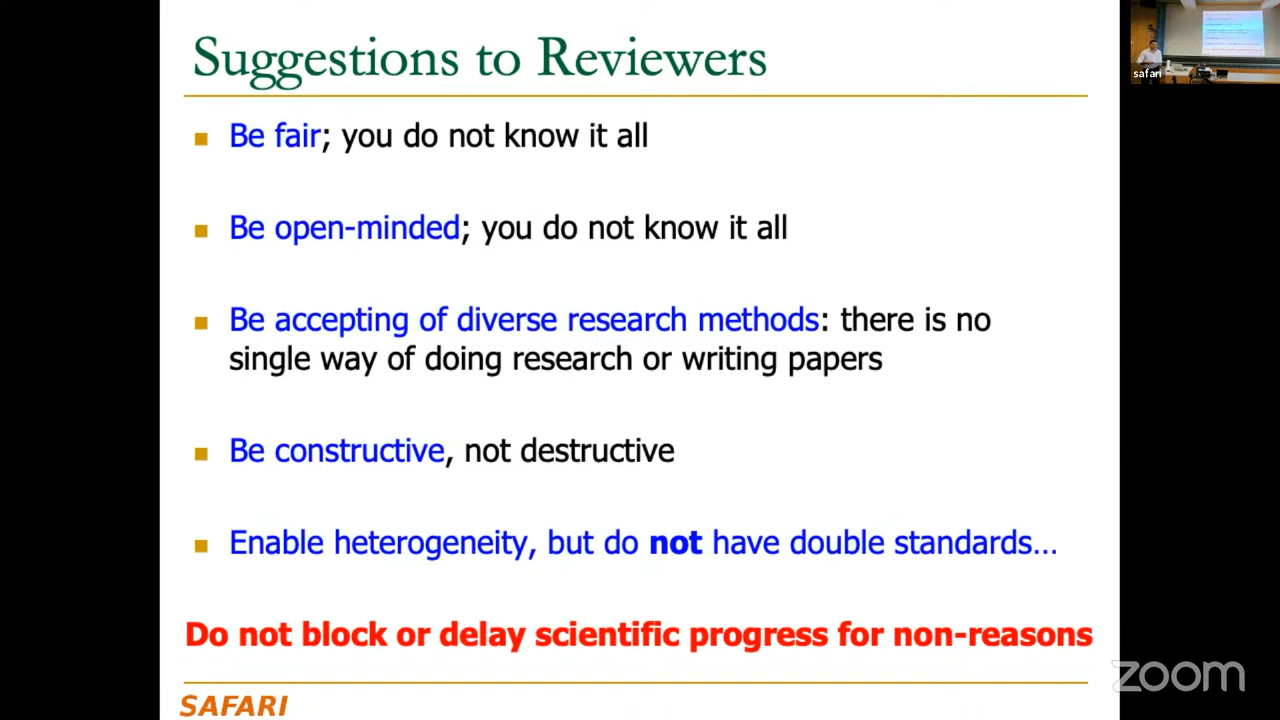 Suggestions to Reviewers
safari
Be fair; you do not know it all
Be open-minded; you do not know it all
Be accepting of diverse research methods: there is no
single way of doing research or writing papers
Be constructive, not destructive
Enable heterogeneity, but do not have double standards...
Do not block or delay scientific progress for non-reasons
SAFARI
zoom